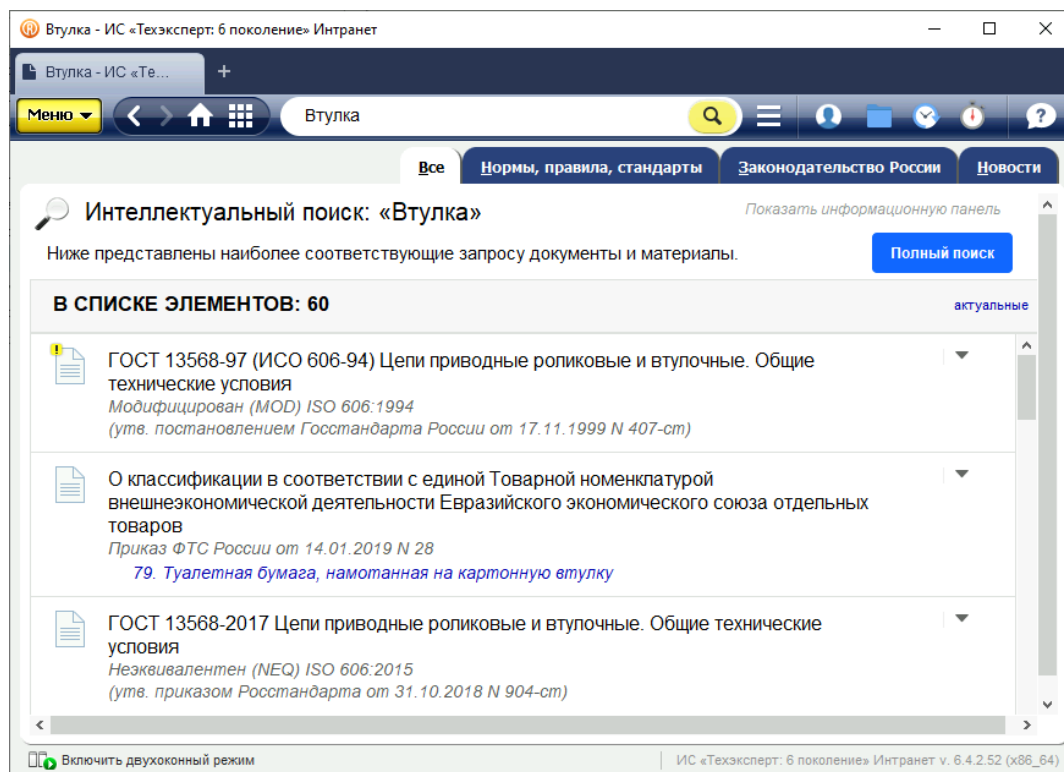 Втулка - ИС «Техэксперт: 6 поколение» Интранет
Втулка - ИС «Те...
Меню
Втулка
Все
Нормы, правила, стандарты
Законодательство России
Новости
Интеллектуальный поиск: «Втулка»
Показать информационную панель
Ниже представлены наиболее соответствующие запросу документы и материалы.
Полный поиск
В СПИСКЕ ЭЛЕМЕНТОВ: 60
актуальные
ГОСТ 13568-97 (ИСО 606-94) Цепи приводные роликовые и втулочные. Общие
технические условия
Модифицирован (MOD) ISO 606:1994
(утв. постановлением Госстандарта России от 17.11.1999 N 407-ст)
О классификации в соответствии с единой Товарной номенклатурой
внешнеэкономической деятельности Евразийского экономического союза отдельных
товаров
Приказ ФТС России от 14.01.2019 N 28
79. Туалетная бумага, намотанная на картонную втулку
ГОСТ 13568-2017 Цепи приводные роликовые и втулочные. Общие технические
условия
Неэквивалентен (NEQ) ISO 606:2015
(утв. приказом Росстандарта от 31.10.2018 N 904-ст)
Включить двухоконный режим
ИС «Техэксперт: 6 поколение» Интранет v. 6.4.2.52 (x86_64)